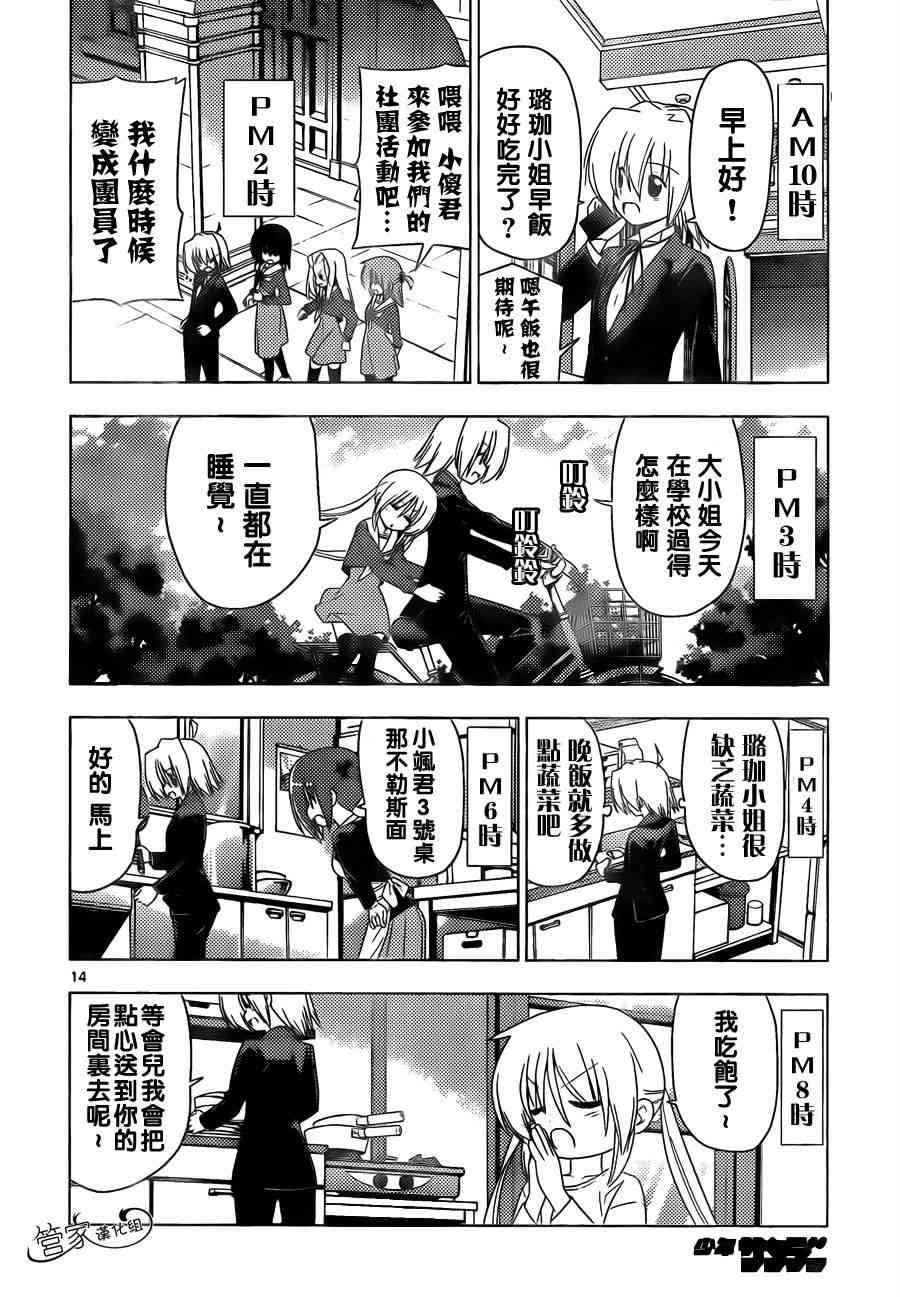 AM10時
早上好！
璐珈小姐早飯
好好吃完了？
嗯午飯也很
期待呢~
喂喂 小傻君
來參加我們的
社團活動吧…
PM2時
我什麼時候
變成團員了
PM3時
大小姐今天
在學校過得
怎麼樣啊
叮鈴
叮鈴鈴
一直都在
睡覺~
PM4時
璐珈小姐很
缺乏蔬菜…
晚飯就多做
點蔬菜吧
PM6時
小颯君3號桌
那不勒斯面
好的 馬上
14
PM8時
我吃飽了~
等會兒我會把
點心送到你的
房間裏去呢~
管家漢化組
少年サンデー